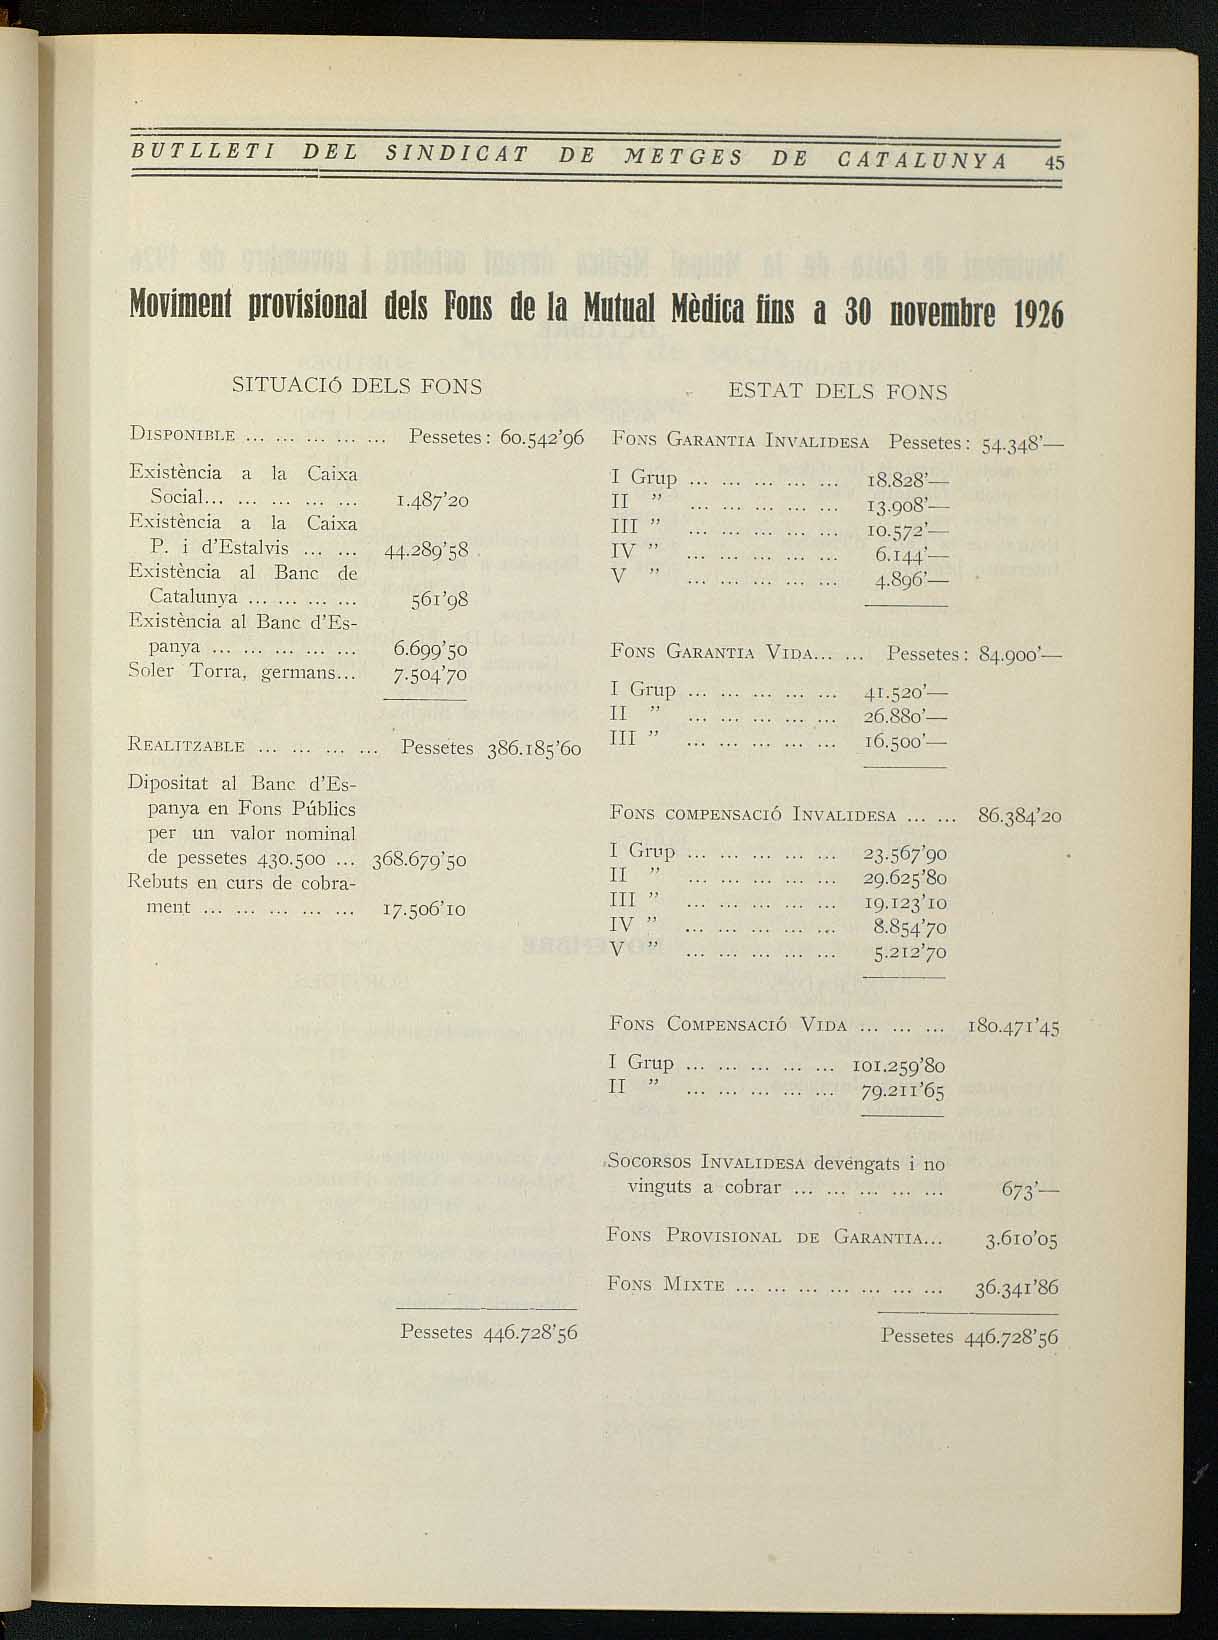 BUTLLETI DEL SINDICAT DE METGES DE CATALUNYA 45
Moviment provisional dels Fons de la Mutual Mèdica fins a 30 novembre 1926
SITUACIÓ DELS FONS
DISPONIBLE ... ... ... ... ... Pessetes: 60.542'96
Existència a la Caixa
Social... ... ... ... ... 1.487'20
Existència a la Caixa
P. i d'Estalvis ... ... 44.289'58
Existència al Banc de
Catalunya ... ... ... ... 561'98
Existència al Banc d'Es-
panya ... ... ... ... ... 6.699'50
Soler Torra, germans... 7.504'70
REALITZABLE ... ... ... ... Pessetes 386.185'60
Dipositat al Banc d'Es-
panya en Fons Públics
per un valor nominal
de pessetes 430.500 ... 368.679'50
Rebuts en curs de cobra-
ment ... ... ... ... ... 17.506'10
Pessetes 446.728'56
ESTAT DELS FONS
FONS GARANTIA INVALIDESA Pessetes: 54.348'—
I Grup ... ... ... ... ... 18.828'—
II " ... ... ... ... ... 13.908'—
III " ... ... ... ... ... 10.572'—
IV " ... ... ... ... ... 6.144'—
V " ... ... ... ... ... 4.896'—
FONS GARANTIA VIDA... ... Pessetes: 84.900'—
I Grup ... ... ... ... ... 41.520'—
II " ... ... ... ... ... 26.880'—
III " ... ... ... ... ... 16.500'—
FONS COMPENSACIÓ INVALIDESA ... ... 86.384'20
I Grup ... ... ... ... ... 23.567'90
II " ... ... ... ... ... 29.625'80
III " ... ... ... ... ... 19.123'10
IV " ... ... ... ... ... 8.854'70
V " ... ... ... ... ... 5.212'70
FONS COMPENSACIÓ VIDA ... ... ... 180.471'45
I Grup ... ... ... ... ... 101.259'80
II " ... ... ... ... ... 79.211'65
SOCORSOS INVALIDESA devengats i no
vinguts a cobrar ... ... ... ... ... 673'—
FONS PROVISIONAL DE GARANTIA... 3.610'05
FONS MIXTE ... ... ... ... ... ... ... 36.341'86
Pessetes 446.728'56